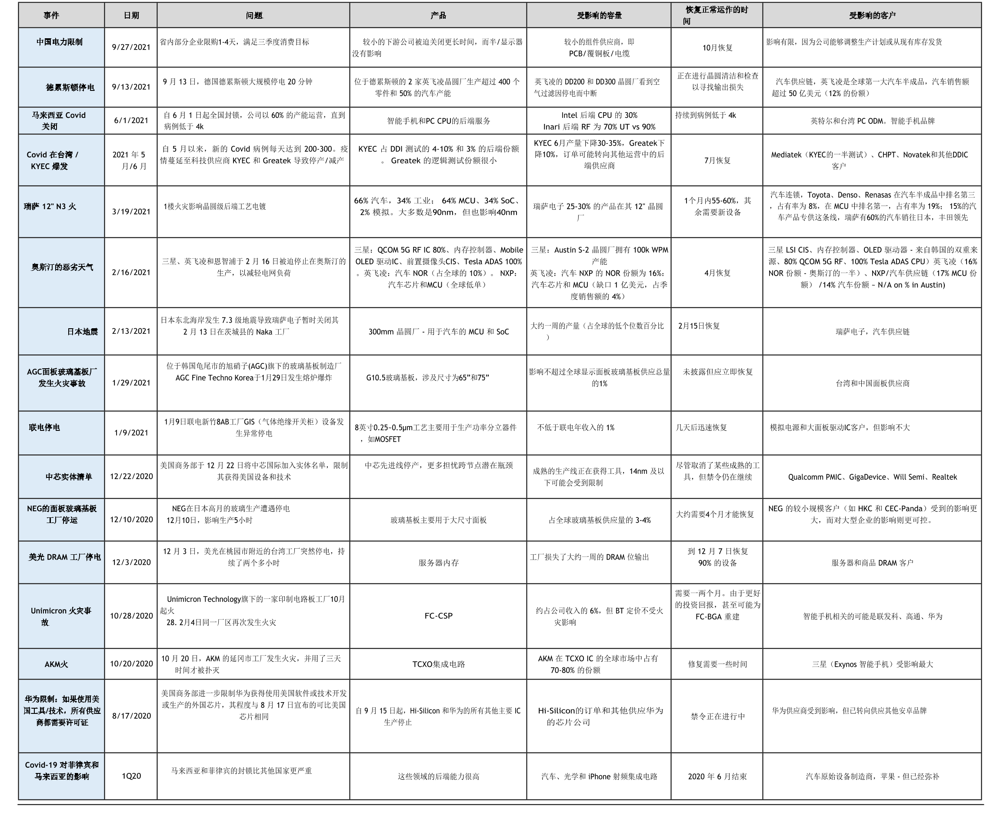 事件
日期
问题
产品
受影响的容量
恢复正常运作的时
间
受影响的客户
中国电力限制
9/27/2021
省内部分企业限购1-4天，满足三季度消费目标
较小的下游公司被迫关闭更长时间，而半/显示器
没有影响
较小的组件供应商，即
PCB/覆铜板/电缆
10月恢复
影响有限，因为公司能够调整生产计划或从现有库存发货
德累斯顿停电
9/13/2021
9 月 13 日，德国德累斯顿大规模停电 20 分钟
位于德累斯顿的 2 家英飞凌晶圆厂生产超过 400 个
零件和 50% 的汽车产能
英飞凌的 DD200 和 DD300 晶圆厂看到空
气过滤因停电而中断
正在进行晶圆清洁和检查
以寻找输出损失
汽车供应链，英飞凌是全球第一大汽车半成品，汽车销售额
超过 50 亿美元（12% 的份额）
马来西亚 Covid
关闭
6/1/2021
自 6 月 1 日起全国封锁，公司以 60% 的产能运营，直到
病例低于 4k
智能手机和PC CPU的后端服务
Intel 后端 CPU 的 30%
Inari 后端 RF 为 70% UT vs 90%
持续到病例低于 4k
英特尔和台湾 PC ODM。智能手机品牌
Covid 在台湾 /
KYEC 爆发
2021 年 5
月/6 月
自 5 月以来，新的 Covid 病例每天达到 200-300。疫
情蔓延至科技供应商 KYEC 和 Greatek 导致停产/减产
KYEC 占 DDI 测试的 4-10% 和 3% 的后端份额
。 Greatek 的逻辑测试份额很小
KYEC 6月产量下降30-35%，Greatek下
降10%，订单可能转向其他运营中的后
端供应商
7月恢复
Mediatek（KYEC的一半测试）、CHPT、Novatek和其他DDIC
客户
瑞萨 12" N3 火
3/19/2021
1楼火灾影响晶圆级后端工艺电镀
66% 汽车，34% 工业； 64% MCU、34% SoC、
2% 模拟。大多数是90nm，但也影响40nm
瑞萨电子 25-30% 的产品在其 12" 晶圆
厂
1个月内55-60%，其
余需要新设备
汽车连锁，Toyota、Denso、Renasas 在汽车半成品中排名第三
，占有率为 8%，在 MCU 中排名第一，占有率为 19%； 15%的汽
车产品专供这条线，瑞萨有60%的汽车销往日本，丰田领先
奥斯汀的恶劣天气
2/16/2021
三星、英飞凌和恩智浦于 2 月 16 日被迫停止在奥斯汀的
生产，以减轻电网负荷
三星：QCOM 5G RF IC 80%、内存控制器、Mobile
OLED 驱动IC、前置摄像头CIS、Tesla ADAS 100%
。英飞凌：汽车 NOR（占全球的 10%）。 NXP：
汽车芯片和MCU（全球低单）
三星：Austin S-2 晶圆厂拥有 100k WPM
产能
英飞凌：汽车 NXP 的 NOR 份额为 16%：
汽车芯片和 MCU（缺口 1 亿美元，占季
度销售额的 4%）
4月恢复
三星 LSI CIS、内存控制器、OLED 驱动器 - 来自韩国的双重来
源、80% QCOM 5G RF、100% Tesla ADAS CPU）英飞凌（16%
NOR 份额 - 奥斯汀的一半）、NXP/汽车供应链（17% MCU 份
额） /14% 汽车份额 ~ N/A on % in Austin)
日本地震
2/13/2021
日本东北海岸发生 7.3 级地震导致瑞萨电子暂时关闭其
2 月 13 日在茨城县的 Naka 工厂
300mm 晶圆厂 - 用于汽车的 MCU 和 SoC
大约一周的产量（占全球的低个位数百分比
）
2月15日恢复
瑞萨电子，汽车供应链
AGC面板玻璃基板厂
发生火灾事故
1/29/2021
位于韩国龟尾市的旭硝子(AGC)旗下的玻璃基板制造厂
AGC Fine Techno Korea于1月29日发生熔炉爆炸
G10.5玻璃基板，涉及尺寸为65”和75”
影响不超过全球显示面板玻璃基板供应总量
的1%
未披露但应立即恢复
台湾和中国面板供应商
联电停电
1/9/2021
1月9日联电新竹8AB工厂GIS（气体绝缘开关柜）设备发
生异常停电
8英寸0.25~0.5μm工艺主要用于生产功率分立器件
，如MOSFET
不低于联电年收入的 1%
几天后迅速恢复
模拟电源和大面板驱动IC客户，但影响不大
中芯实体清单
12/22/2020
美国商务部于 12 月 22 日将中芯国际加入实体名单，限制
其获得美国设备和技术
中芯先进线停产，更多担忧跨节点潜在瓶颈
成熟的生产线正在获得工具，14nm 及以
下可能会受到限制
尽管取消了某些成熟的工
具，但禁令仍在继续
Qualcomm PMIC、GigaDevice、Will Semi、Realtek
NEG的面板玻璃基板
工厂停运
12/10/2020
NEG在日本高月的玻璃生产遭遇停电
12月10日，影响生产5小时
玻璃基板主要用于大尺寸面板
占全球玻璃基板供应量的 3-4%
大约需要4个月才能恢复
NEG 的较小规模客户（如 HKC 和 CEC-Panda）受到的影响更
大，而对大型企业的影响则更可控。
美光 DRAM 工厂停电
12/3/2020
12 月 3 日，美光在桃园市附近的台湾工厂突然停电，持
续了两个多小时
服务器内存
工厂损失了大约一周的 DRAM 位输出
到 12 月 7 日恢复
90% 的设备
服务器和商品 DRAM 客户
Unimicron 火灾事
故
10/28/2020
Unimicron Technology旗下的一家印制电路板工厂10月
起火
28. 2月4日同一厂区再次发生火灾
FC-CSP
约占公司收入的 6%，但 BT 定价不受火
灾影响
需要一两个月。由于更好
的投资回报，甚至可能为
FC-BGA 重建
智能手机相关的可能是联发科、高通、华为
AKM火
10/20/2020
10 月 20 日，AKM 的延冈市工厂发生火灾，并用了三天
时间才被扑灭
TCXO集成电路
AKM 在 TCXO IC 的全球市场中占有
70-80% 的份额
修复需要一些时间
三星（Exynos 智能手机）受影响最大
华为限制：如果使用美
国工具/技术，所有供应
商都需要许可证
8/17/2020
美国商务部进一步限制华为获得使用美国软件或技术开发
或生产的外国芯片，其程度与 8 月 17 日宣布的可比美国
芯片相同
自 9 月 15 日起，Hi-Silicon 和华为的所有其他主要 IC
生产停止
Hi-Silicon的订单和其他供应华为
的芯片公司
禁令正在进行中
华为供应商受到影响，但已转向供应其他安卓品牌
Covid-19 对菲律宾和
马来西亚的影响
1Q20
马来西亚和菲律宾的封锁比其他国家更严重
这些领域的后端能力很高
汽车、光学和 iPhone 射频集成电路
2020 年 6 月结束
汽车原始设备制造商，苹果 - 但已经弥补